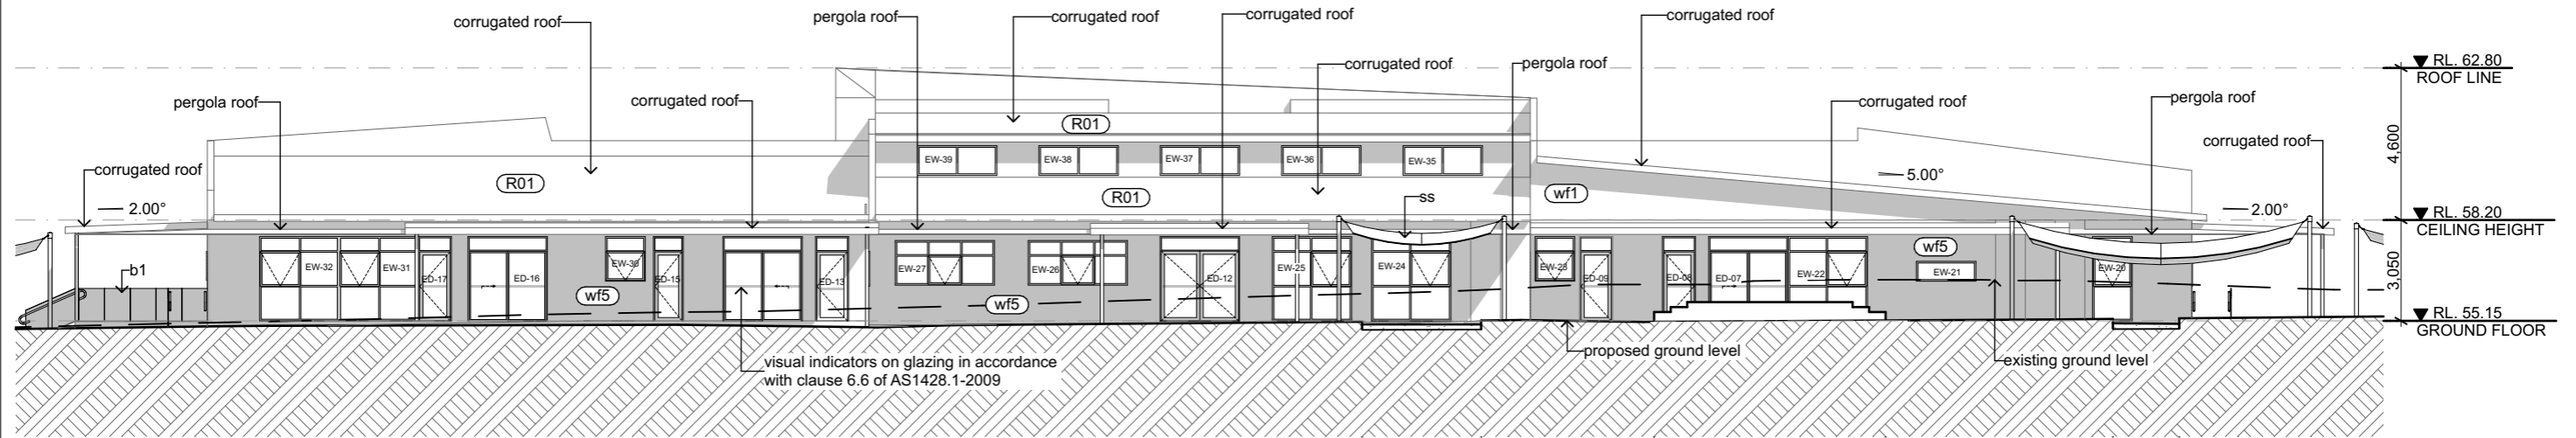 corrugated roof
pergola roof
corrugated roof
corrugated roof
corrugated roof
corrugated roof
pergola roof
RL. 62.80
ROOF LINE
pergola roof
corrugated roof
corrugated roof
pergola roof
corrugated roof
4,600
R01
EW-39
EW-38
EW-37
EW-36
EW-35
corrugated roof
R01
R01
wf1
ss
5.00°
2.00°
2.00°
RL. 58.20
CEILING HEIGHT
3,050
b1
EW-32
EW-31
ED-17
ED-16
wf5
EW-30
ED-15
ED-13
EW-27
EW-26
wf5
ED-12
EW-25
EW-24
EW-23
ED-09
ED-08
ED-07
EW-22
wf5
EW-21
EW-20
RL. 55.15
GROUND FLOOR
visual indicators on glazing in accordance
with clause 6.6 of AS1428.1-2009
proposed ground level
existing ground level